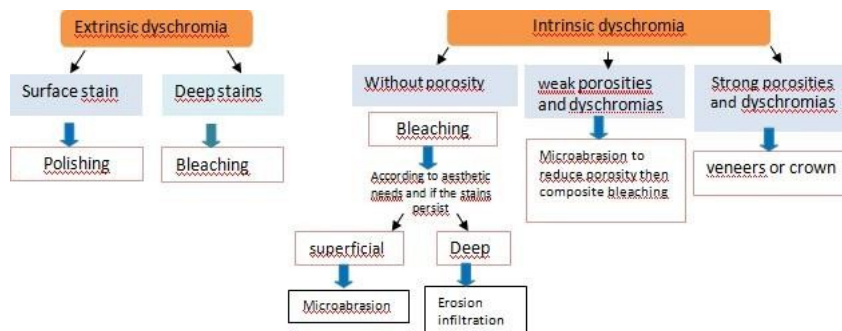 Extrinsic dyschromia
Surface stain
Deep stains
Polishing
Bleaching
Intrinsic dyschromia
Without porosity
weak porosities
and dyschromias
Strong porosities
and dyschromias
Bleaching
According to aesthetic
needs and if the stains
persist
superficial
Deep
Microabrasion
Erosion
infiltration
Microabrasion to
reduce porosity then
composite bleaching
veneers or crown